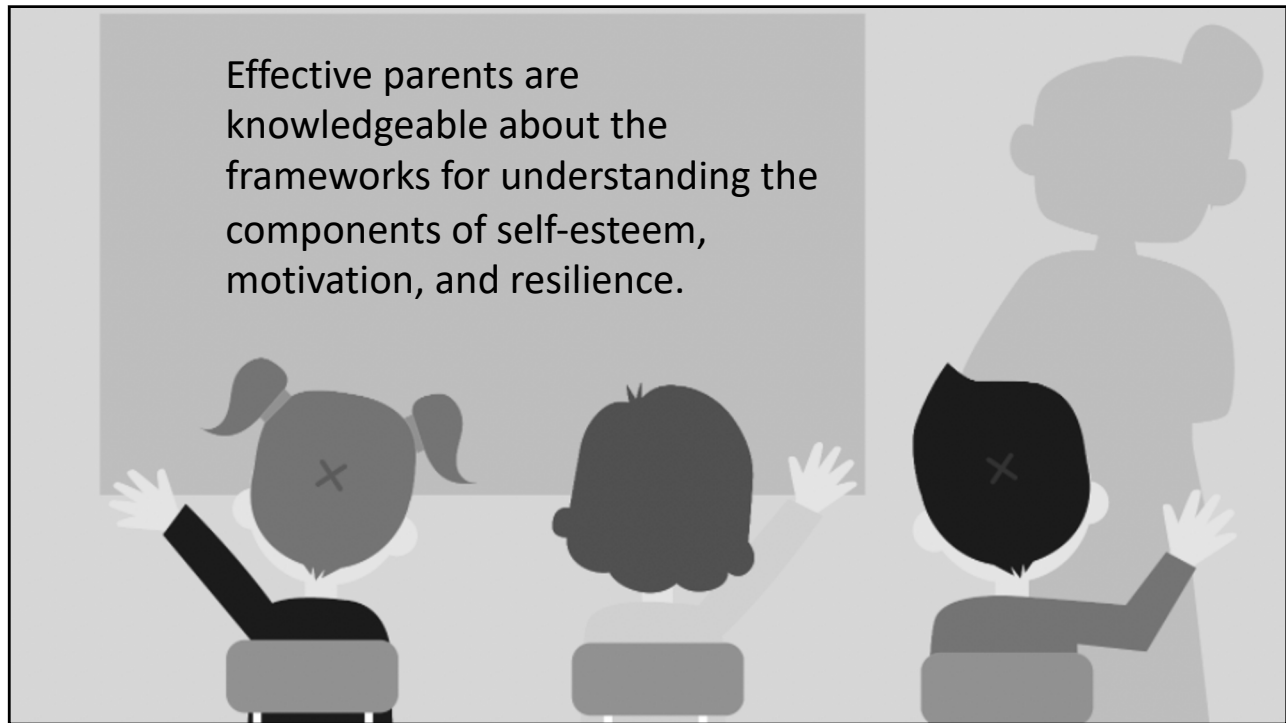 Effective parents are
knowledgeable about the
frameworks for understanding the
components of self-esteem,
motivation, and resilience.